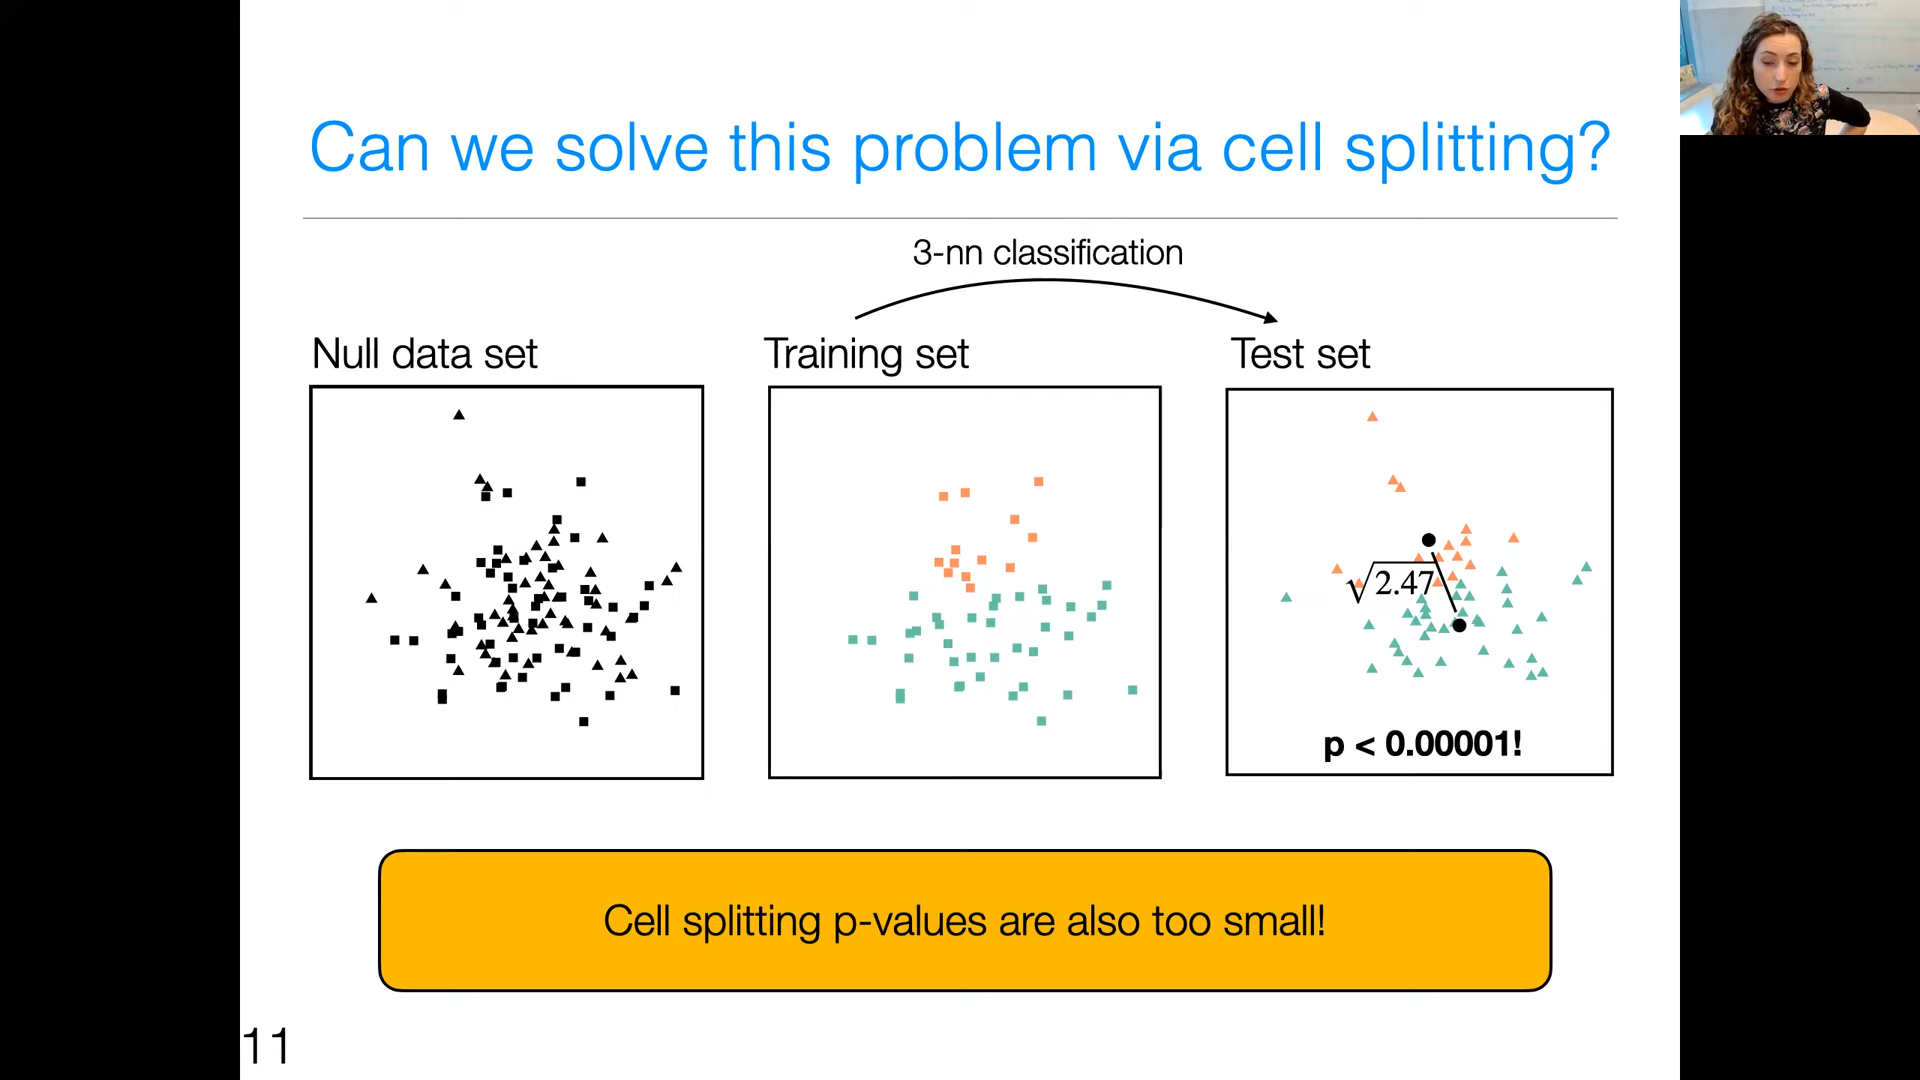 Can we solve this problem via cell splitting?
3-nn classification
Null data set
Training set
Test set
√2.47
p < 0.00001!
Cell splitting p-values are also too small!
11